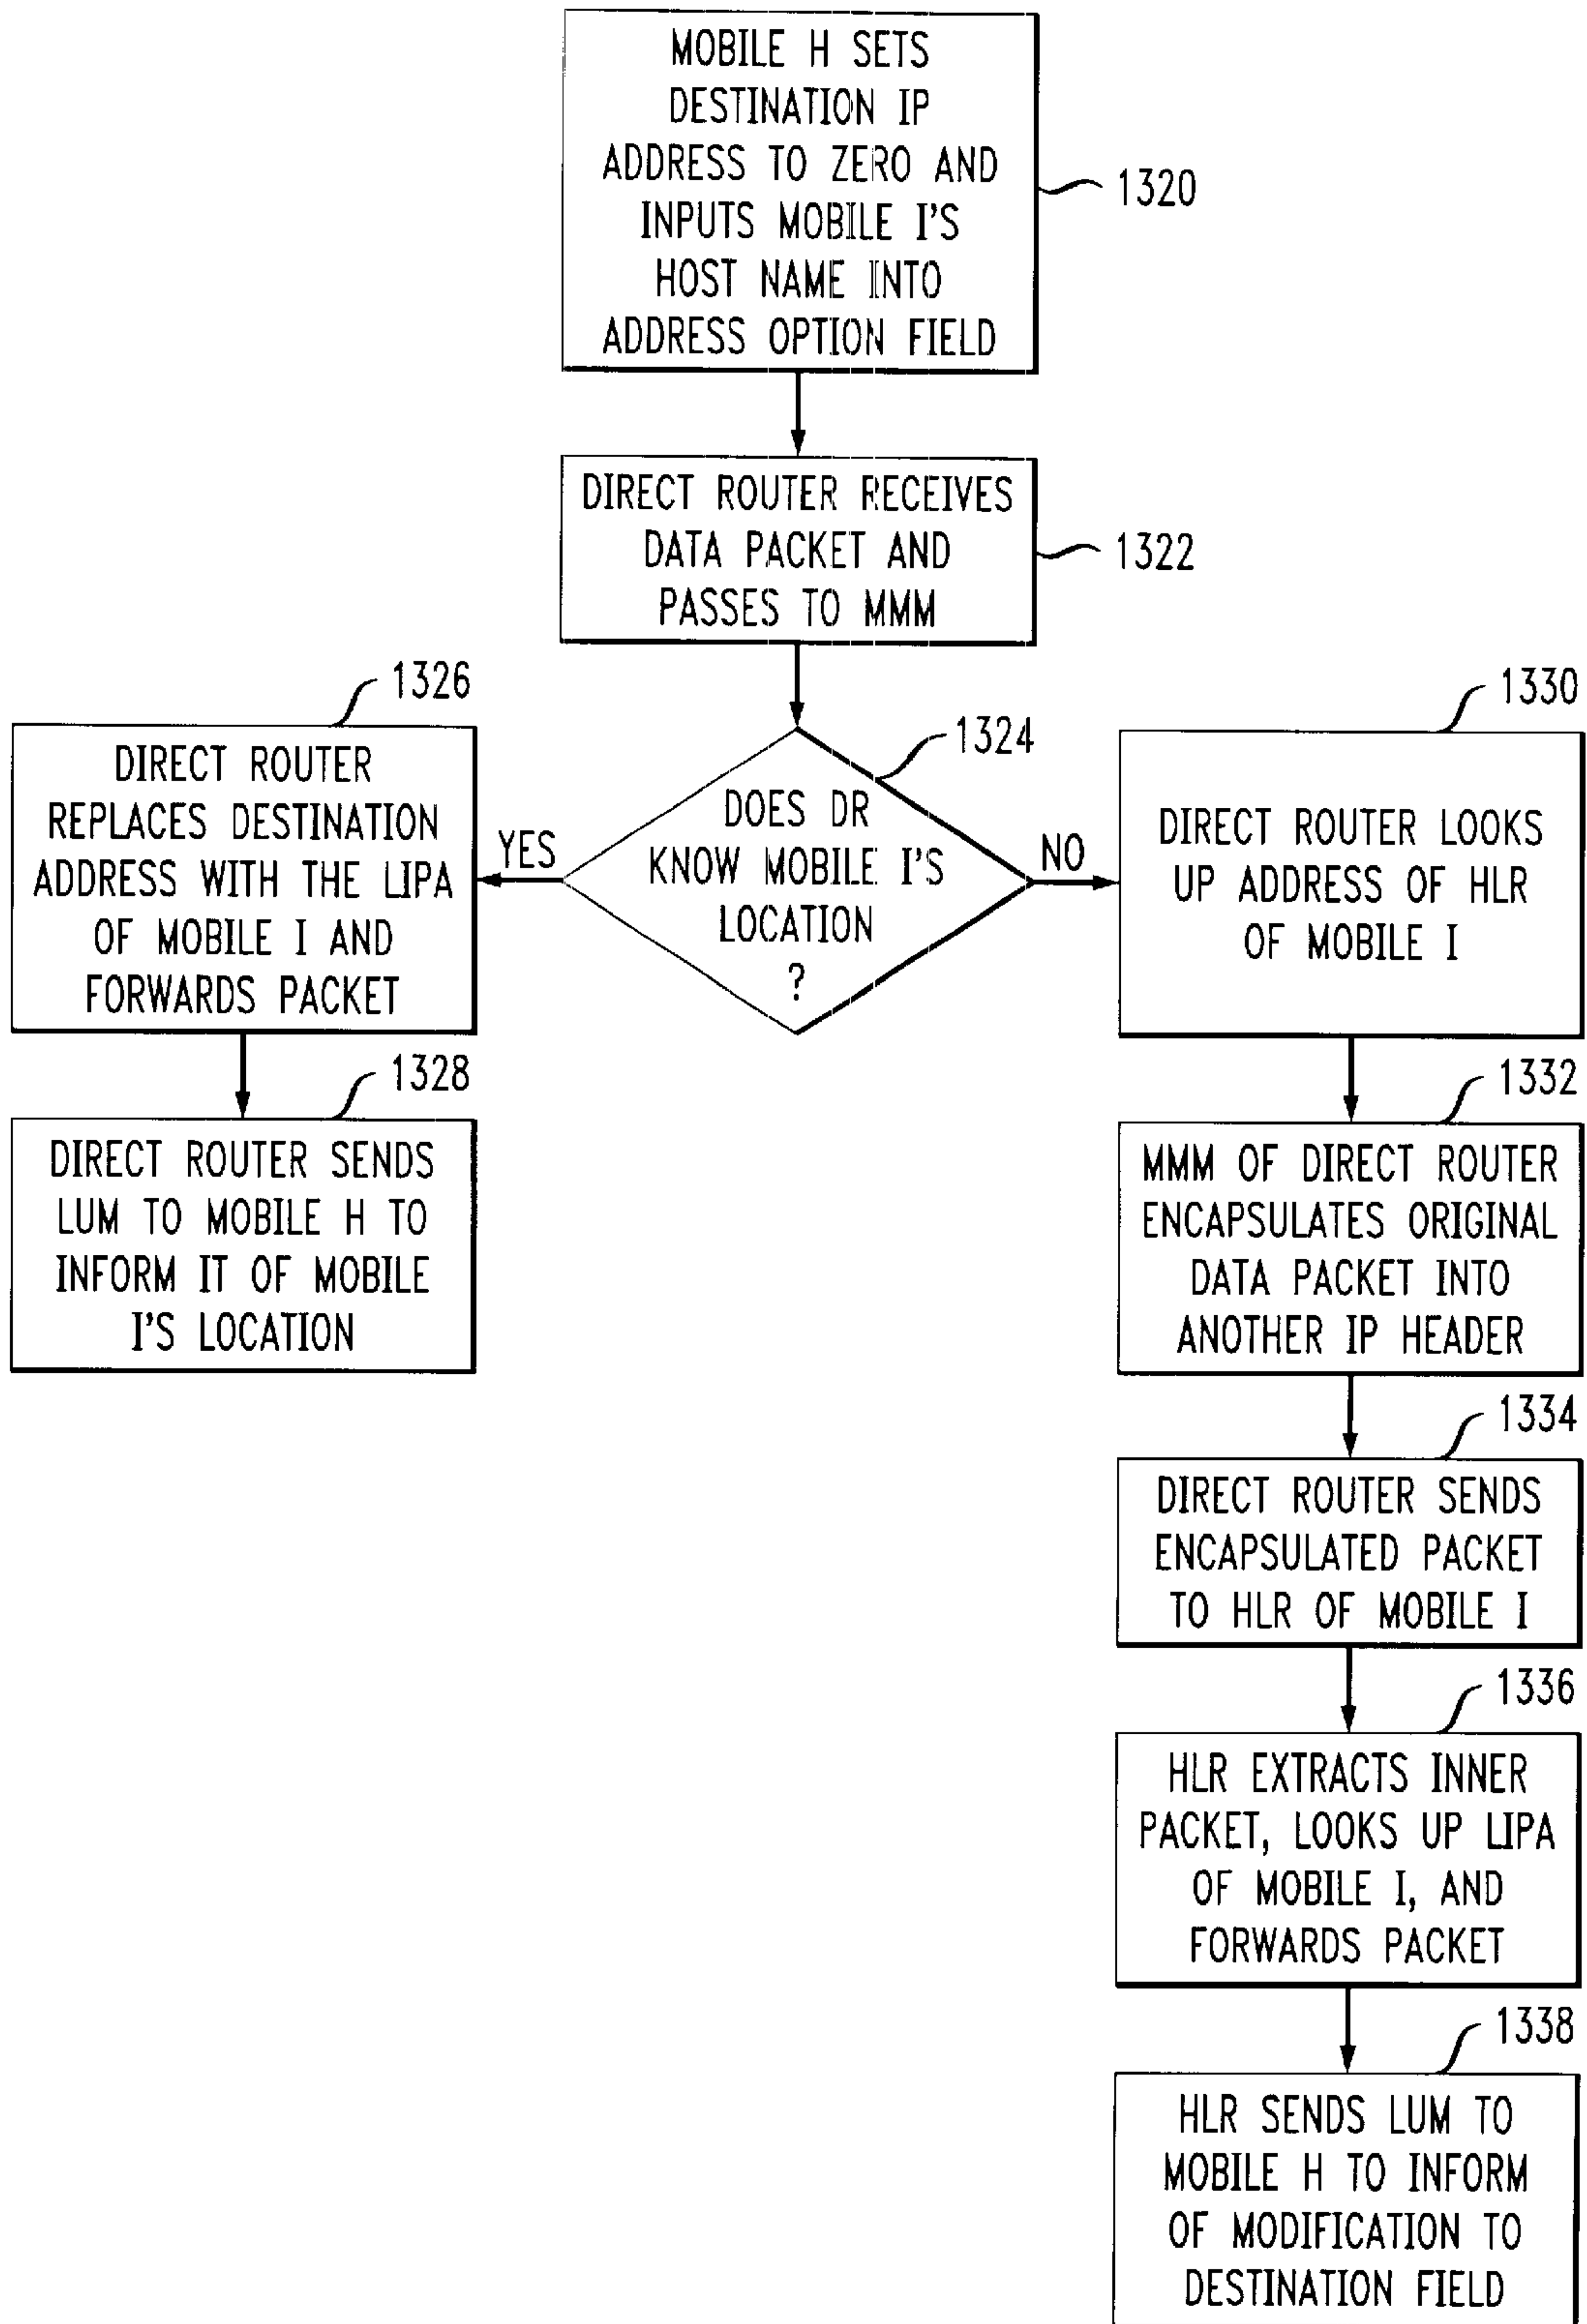 MOBILE H SETS
DESTINATION IP
ADDRESS TO ZERO AND
INPUTS MOBILE I'S
HOST NAME INTO
ADDRESS OPTION FIELD
1320
DIRECT ROUTER RECEIVES
DATA PACKET AND
PASSES TO MMM
1322
1324
DOES DR
KNOW MOBILE I'S
LOCATION
?
YES
NO
1326
DIRECT ROUTER
REPLACES DESTINATION
ADDRESS WITH THE LIPA
OF MOBILE I AND
FORWARDS PACKET
1328
DIRECT ROUTER SENDS
LUM TO MOBILE H TO
INFORM IT OF MOBILE
I'S LOCATION
1330
DIRECT ROUTER LOOKS
UP ADDRESS OF HLR
OF MOBILE I
1332
MMM OF DIRECT ROUTER
ENCAPSULATES ORIGINAL
DATA PACKET INTO
ANOTHER IP HEADER
1334
DIRECT ROUTER SENDS
ENCAPSULATED PACKET
TO HLR OF MOBILE I
1336
HLR EXTRACTS INNER
PACKET, LOOKS UP LIPA
OF MOBILE I, AND
FORWARDS PACKET
1338
HLR SENDS LUM TO
MOBILE H TO INFORM
OF MODIFICATION TO
DESTINATION FIELD